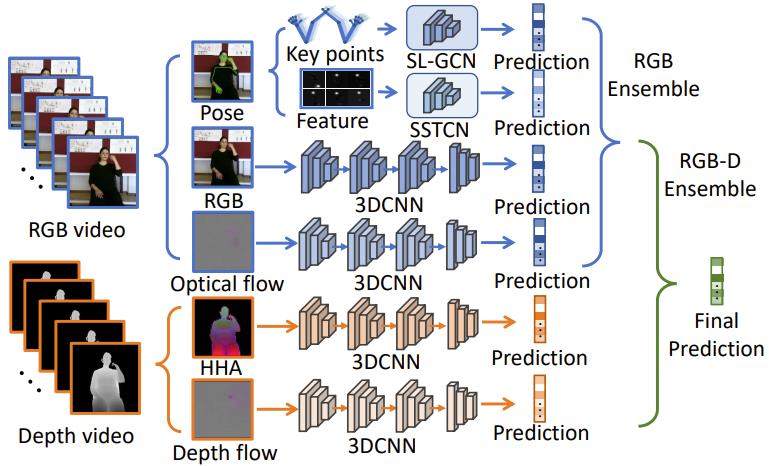 Key points
SL-GCN
Prediction
RGB
Ensemble
Pose
Feature
SSTCN
Prediction
RGB video
RGB
3DCNN
Prediction
RGB-D
Ensemble
Optical flow
3DCNN
Prediction
HHA
3DCNN
Prediction
Final
Prediction
Depth video
Depth flow
3DCNN
Prediction